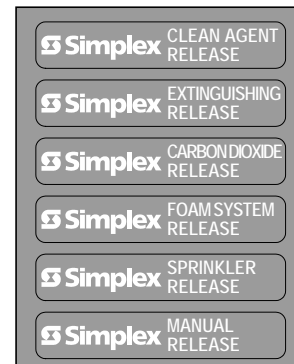 Simplex CLEAN AGENT
RELEASE
Simplex EXTINGUISHING
RELEASE
Simplex CARBON DIOXIDE
RELEASE
Simplex FOAM SYSTEM
RELEASE
Simplex SPRINKLER
RELEASE
Simplex MANUAL
RELEASE